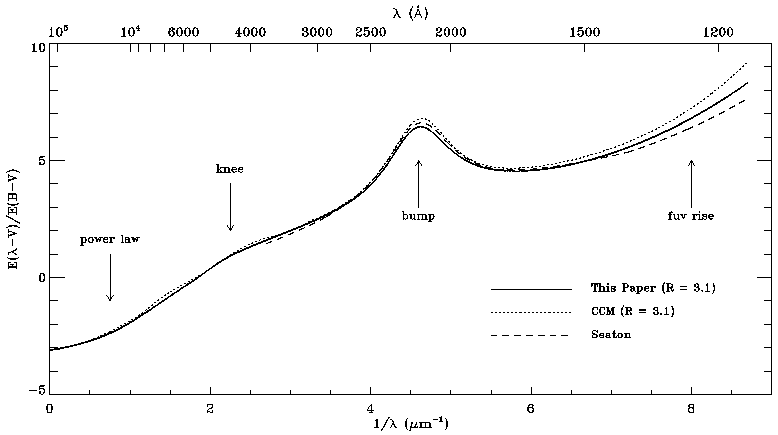 λ (Å)
10⁵ 10⁴ 6000 4000 3000 2500 2000 1500 1200
10
5
0
−5
E(λ−V)/E(B−V)
power law
knee
bump
fuv rise
This Paper (R = 3.1)
CCM (R = 3.1)
Seaton
0 2 4 6 8
1/λ (μm⁻¹)